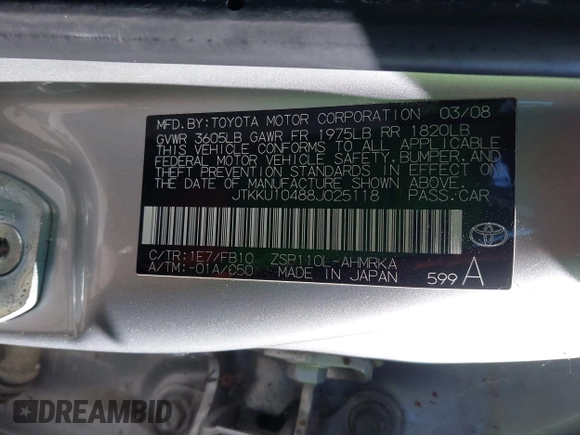 MFD. BY: TOYOTA MOTOR CORPORATION 03/08
GVWR 3605LB GAWR FR 1975LB RR 1820LB
THIS VEHICLE CONFORMS TO ALL APPLICABLE
FEDERAL MOTOR VEHICLE SAFETY, BUMPER, AND
THEFT PREVENTION STANDARDS IN EFFECT ON
THE DATE OF MANUFACTURE SHOWN ABOVE.
JTKKU10488J025118 PASS. CAR
C/TR: 1E7/FB10 ZSP110L-AHMRKA
A/TM: -01A/C50 MADE IN JAPAN 599 A
DREAMBID